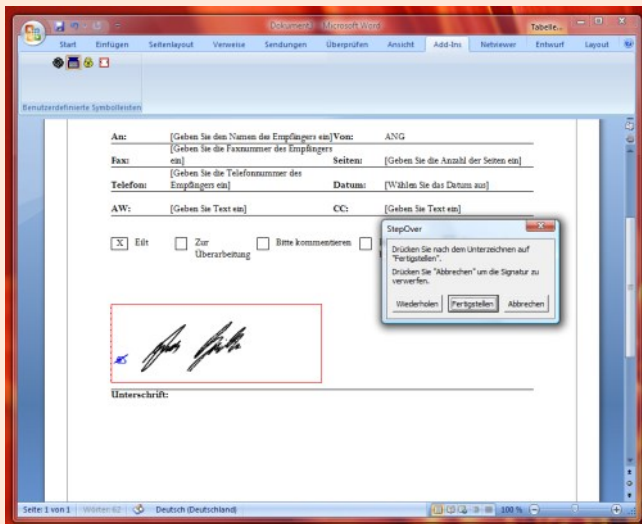 Dokument3 - Microsoft Word
Tabelle...
Start Einfügen Seitenlayout Verweise Sendungen Überprüfen Ansicht Add-Ins Netviewer Entwurf Layout
Benutzerdefinierte Symbolleisten
An: [Geben Sie den Namen des Empfängers ein] Von: ANG
[Geben Sie die Faxnummer des Empfängers
Fax: ein] Seiten: [Geben Sie die Anzahl der Seiten ein]
[Geben Sie die Telefonnummer des
Telefon: Empfängers ein] Datum: [Wählen Sie das Datum aus]
AW: [Geben Sie Text ein] CC: [Geben Sie Text ein]
X Eilt Zur Bitte kommentieren
Überarbeitung
StepOver
Drücken Sie nach dem Unterzeichnen auf
"Fertigstellen".
Drücken Sie "Abbrechen" um die Signatur zu
verwerfen.
Wiederholen Fertigstellen Abbrechen
Unterschrift:
Seite: 1 von 1 Wörter: 62 Deutsch (Deutschland) 100 %